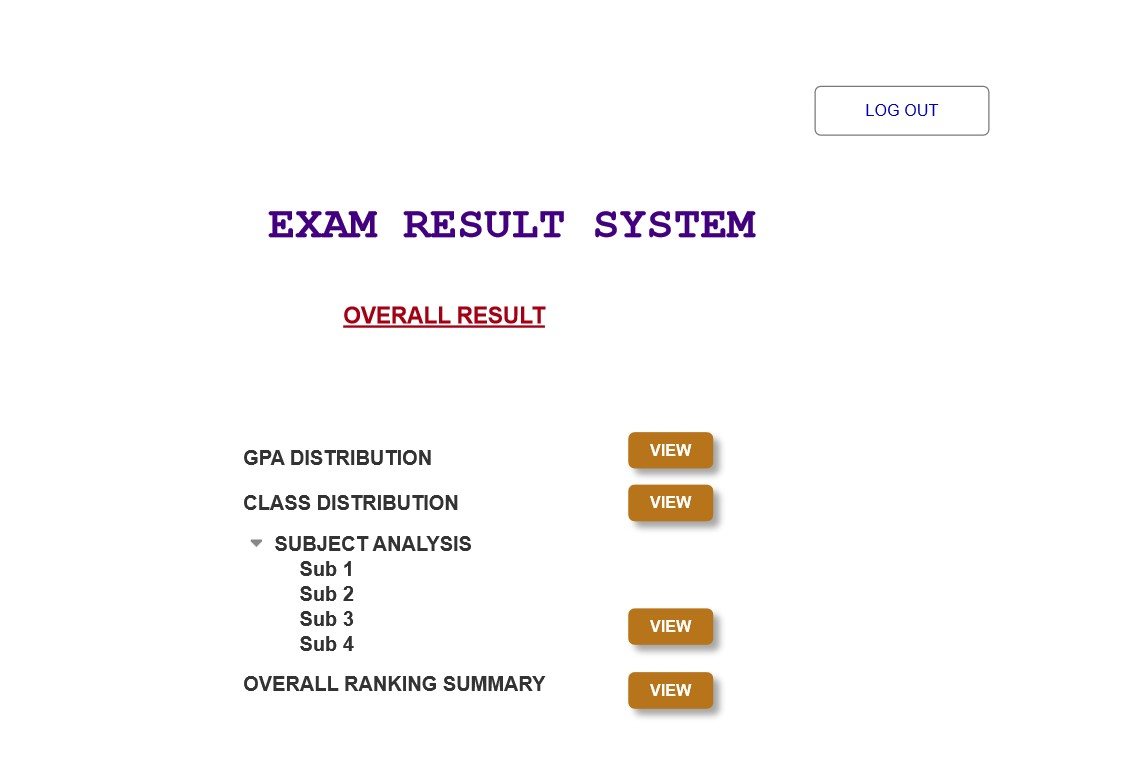 LOG OUT
EXAM RESULT SYSTEM
OVERALL RESULT
GPA DISTRIBUTION VIEW
CLASS DISTRIBUTION VIEW
SUBJECT ANALYSIS
Sub 1
Sub 2
Sub 3 VIEW
Sub 4
OVERALL RANKING SUMMARY VIEW